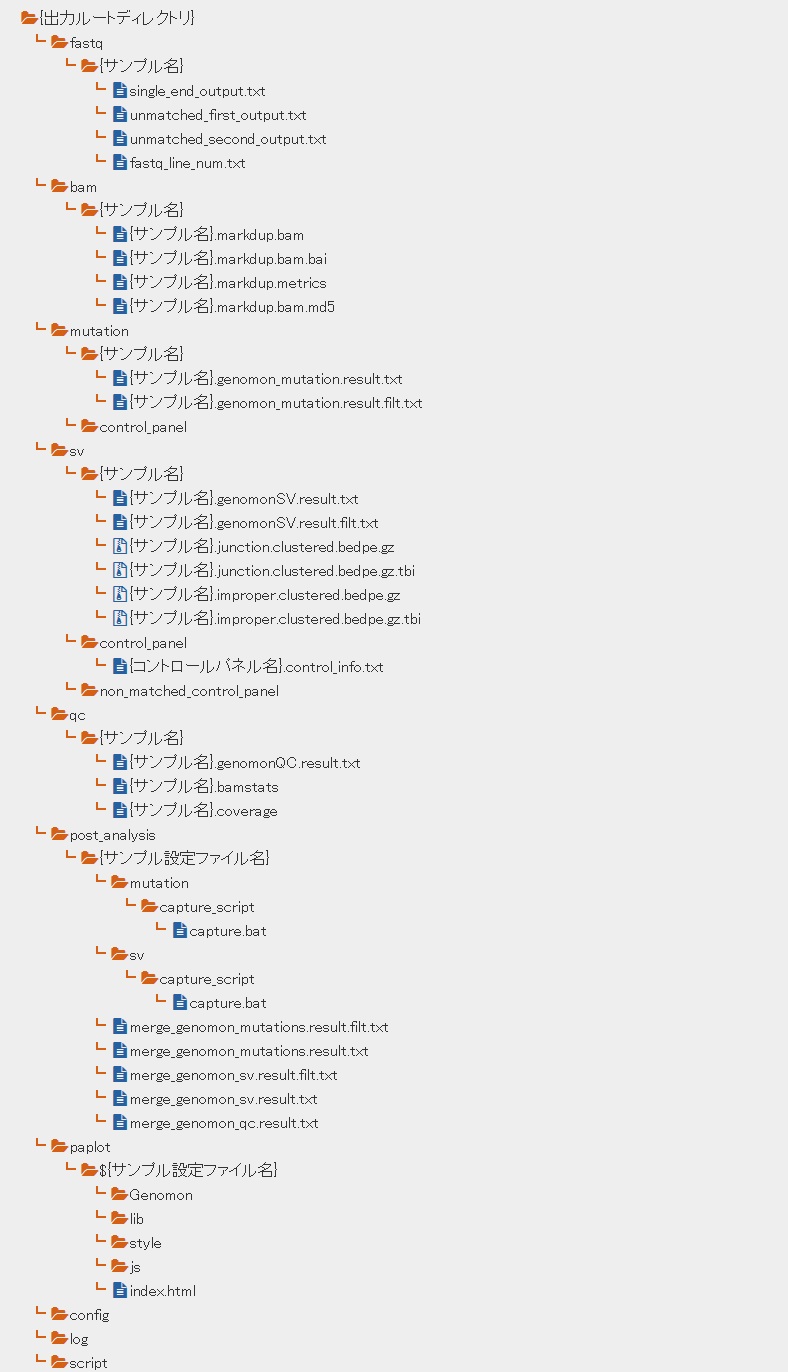 {出力ルートディレクトリ}
fastq
{サンプル名}
single_end_output.txt
unmatched_first_output.txt
unmatched_second_output.txt
fastq_line_num.txt
bam
{サンプル名}
{サンプル名}.markdup.bam
{サンプル名}.markdup.bam.bai
{サンプル名}.markdup.metrics
{サンプル名}.markdup.bam.md5
mutation
{サンプル名}
{サンプル名}.genomon_mutation.result.txt
{サンプル名}.genomon_mutation.result.filt.txt
control_panel
sv
{サンプル名}
{サンプル名}.genomonSV.result.txt
{サンプル名}.genomonSV.result.filt.txt
{サンプル名}.junction.clustered.bedpe.gz
{サンプル名}.junction.clustered.bedpe.gz.tbi
{サンプル名}.improper.clustered.bedpe.gz
{サンプル名}.improper.clustered.bedpe.gz.tbi
control_panel
{コントロールパネル名}.control_info.txt
non_matched_control_panel
qc
{サンプル名}
{サンプル名}.genomonQC.result.txt
{サンプル名}.bamstats
{サンプル名}.coverage
post_analysis
{サンプル設定ファイル名}
mutation
capture_script
capture.bat
sv
capture_script
capture.bat
merge_genomon_mutations.result.filt.txt
merge_genomon_mutations.result.txt
merge_genomon_sv.result.filt.txt
merge_genomon_sv.result.txt
merge_genomon_qc.result.txt
paplot
${サンプル設定ファイル名}
Genomon
lib
style
js
index.html
config
log
script